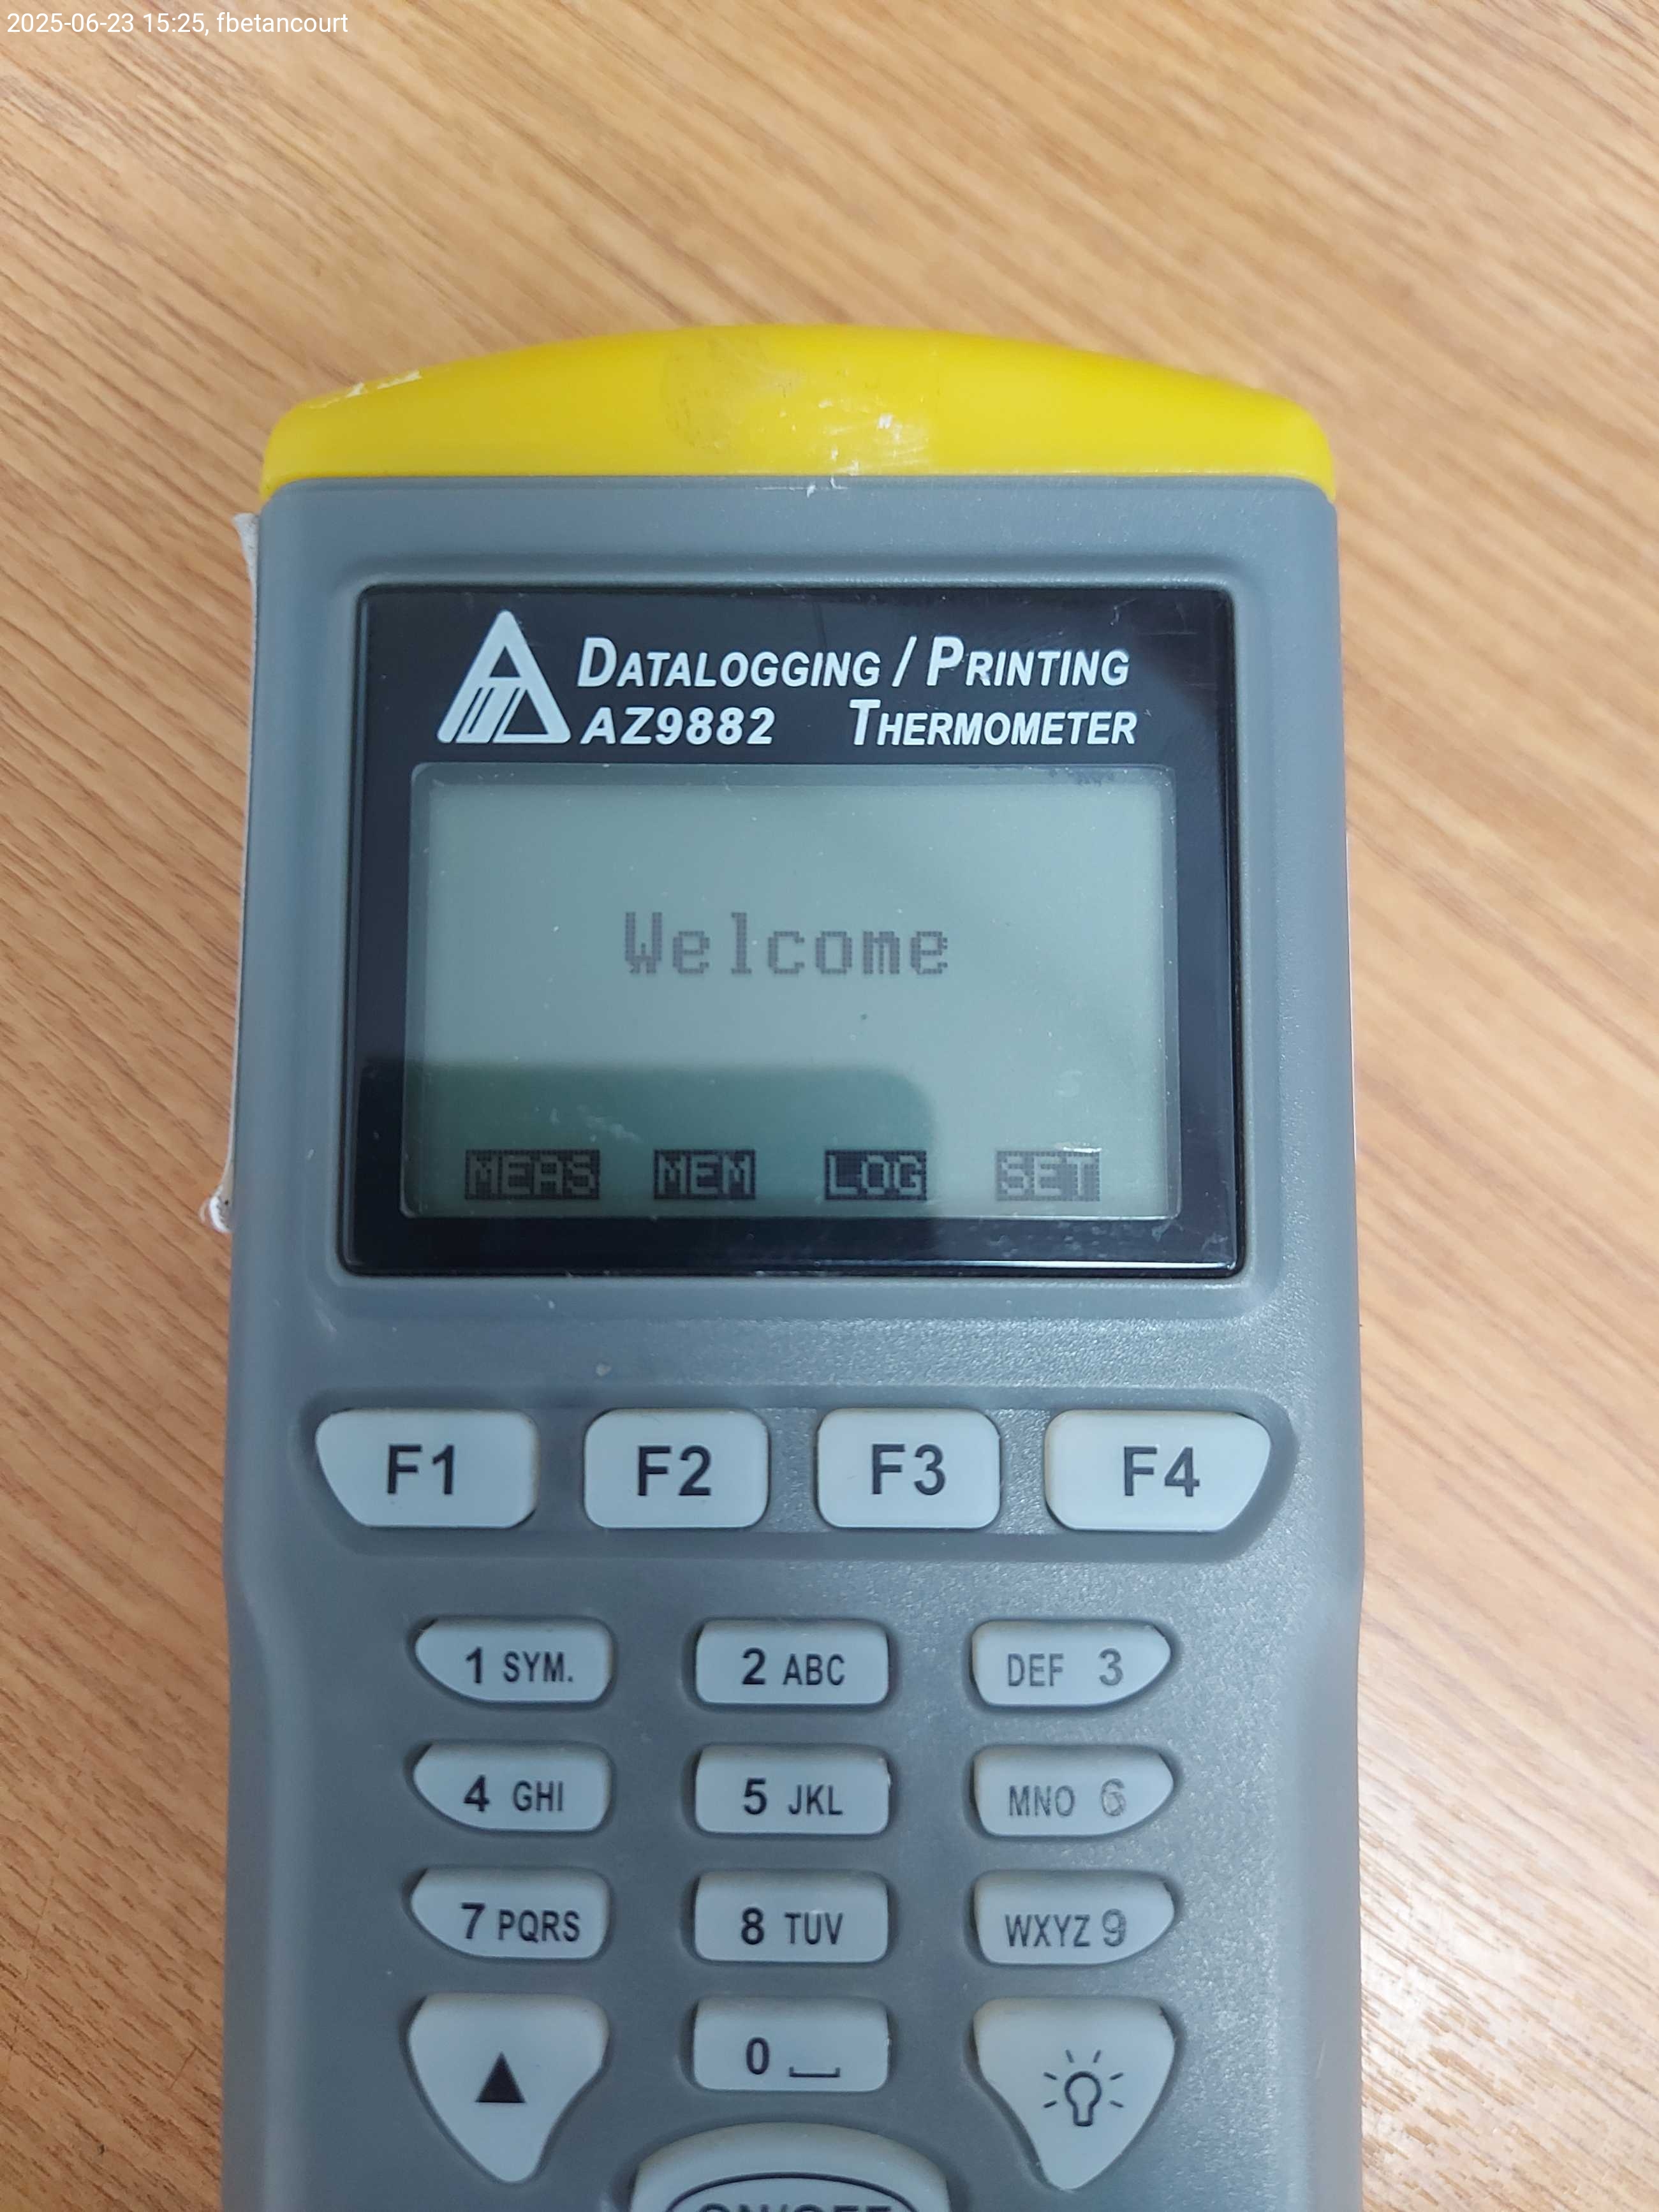 2025-06-23 15:25, fbetancourt
DATALOGGING / PRINTING
AZ9882 THERMOMETER
Welcome
MEAS MEM LOG SET
F1 F2 F3 F4
1 SYM. 2 ABC DEF 3
4 GHI 5 JKL MNO 6
7 PQRS 8 TUV WXYZ 9
0
ON/OFF